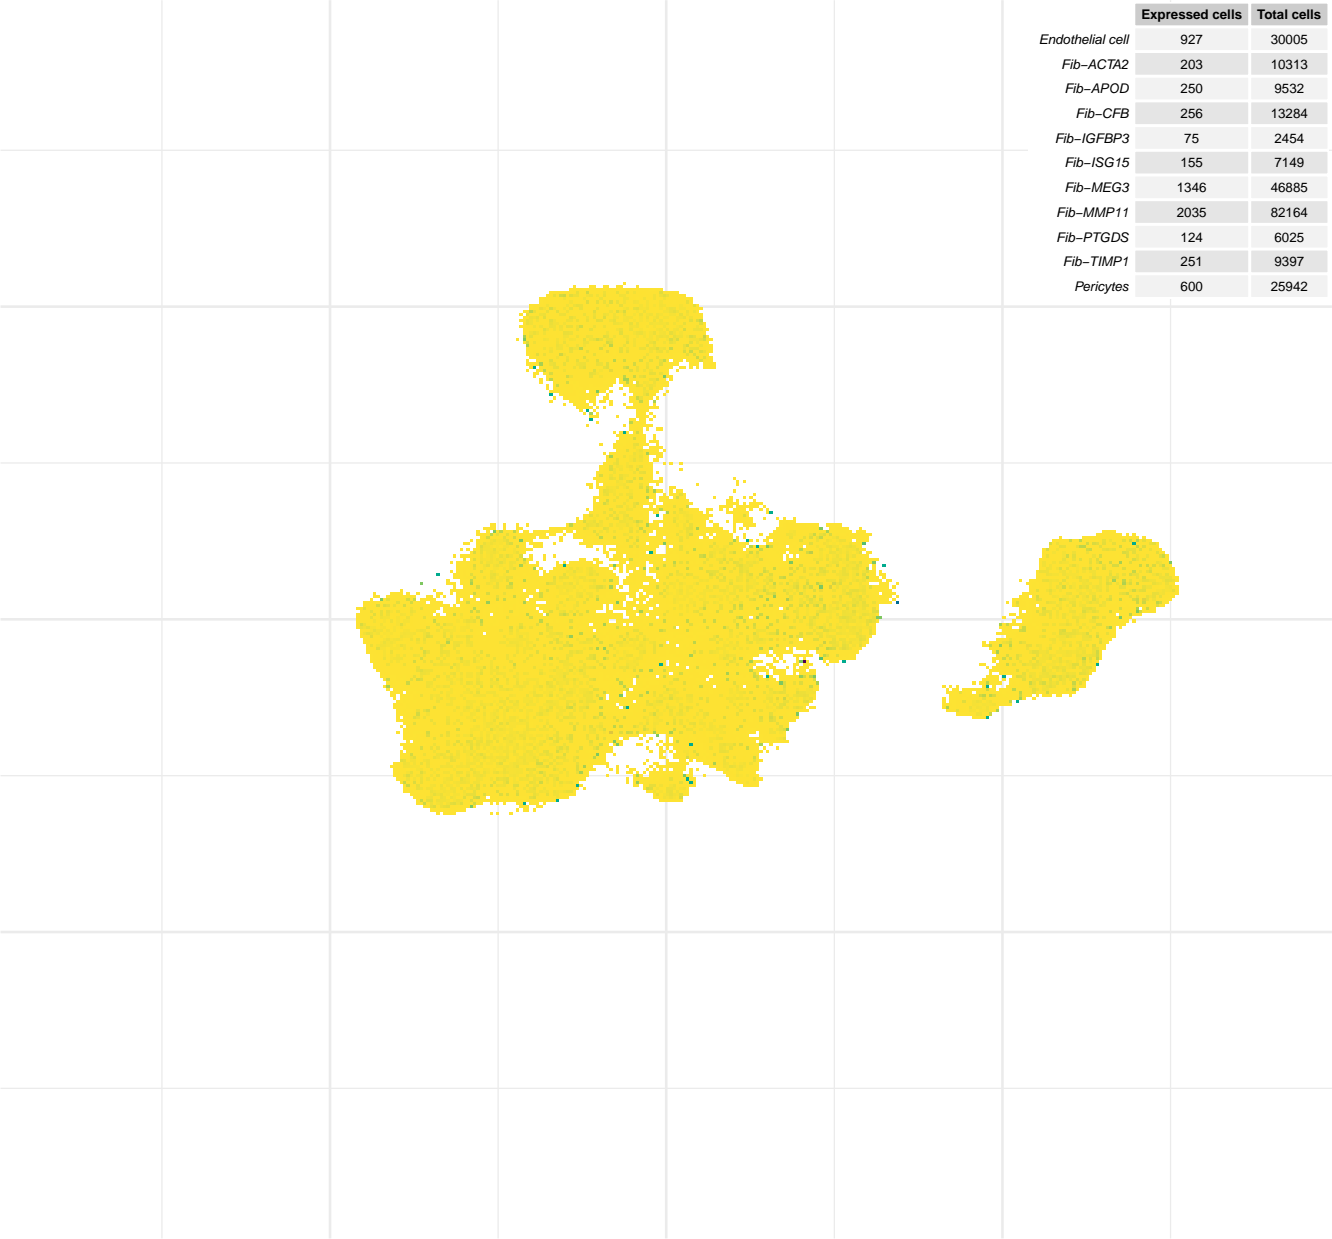 Expressed cells Total cells
Endothelial cell 927 30005
Fib−ACTA2 203 10313
Fib−APOD 250 9532
Fib−CFB 256 13284
Fib−IGFBP3 75 2454
Fib−ISG15 155 7149
Fib−MEG3 1346 46885
Fib−MMP11 2035 82164
Fib−PTGDS 124 6025
Fib−TIMP1 251 9397
Pericytes 600 25942